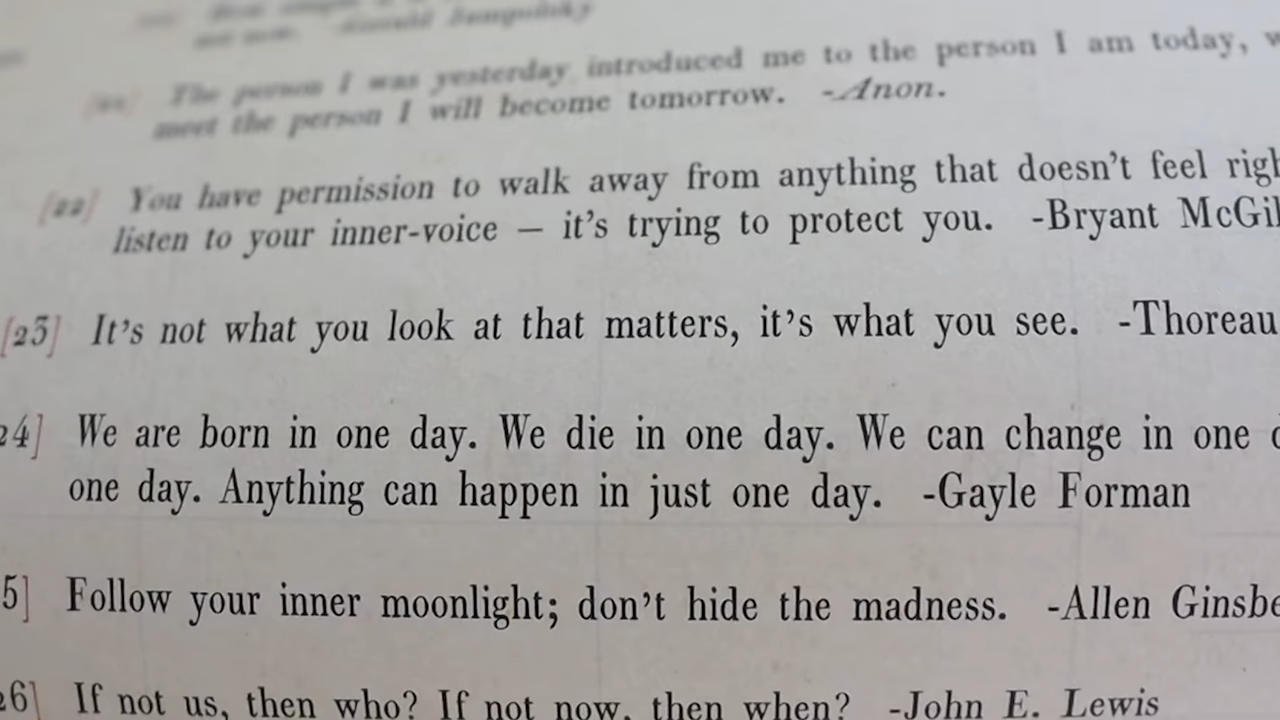 The person I was yesterday introduced me to the person I am today,
meet the person I will become tomorrow. -Anon.
[22] You have permission to walk away from anything that doesn't feel
listen to your inner-voice — it's trying to protect you. -Bryant
[23] It's not what you look at that matters, it's what you see. -Thoreau
24] We are born in one day. We die in one day. We can change in one
one day. Anything can happen in just one day. -Gayle Forman
5] Follow your inner moonlight; don't hide the madness. -Allen
26] If not us, then who? If not now, then when? -John E. Lewis